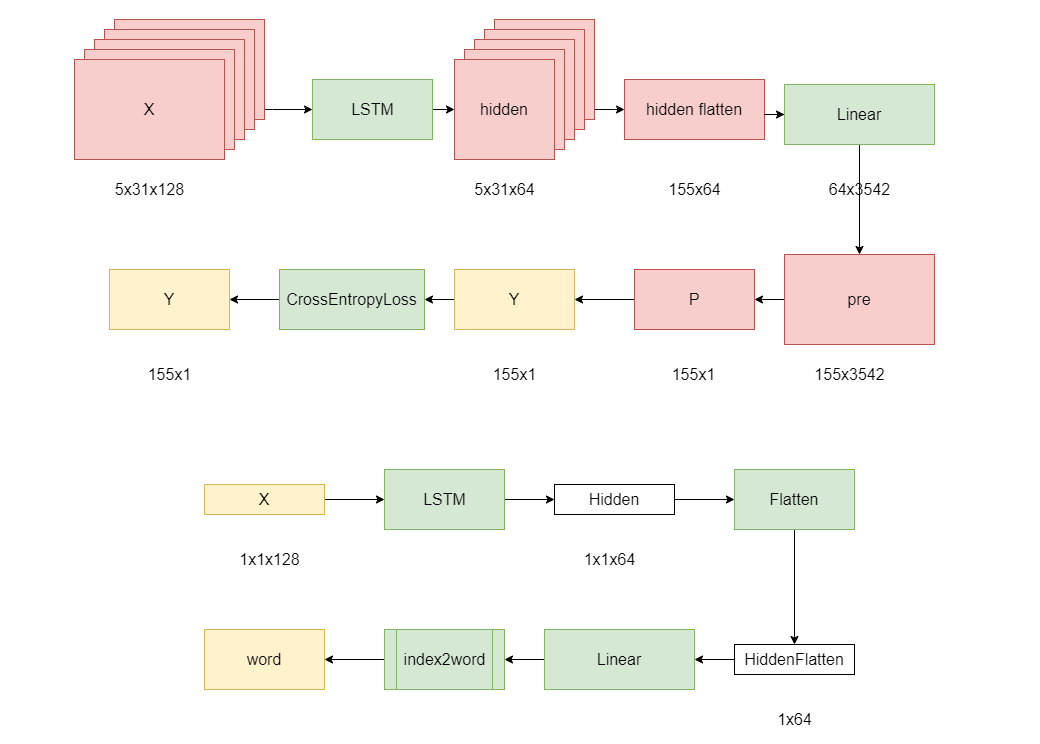 X
LSTM
hidden
hidden flatten
Linear
5x31x128
5x31x64
155x64
64x3542
Y
CrossEntropyLoss
Y
P
pre
155x1
155x1
155x1
155x3542
X
LSTM
Hidden
Flatten
1x1x128
1x1x64
word
index2word
Linear
HiddenFlatten
1x64